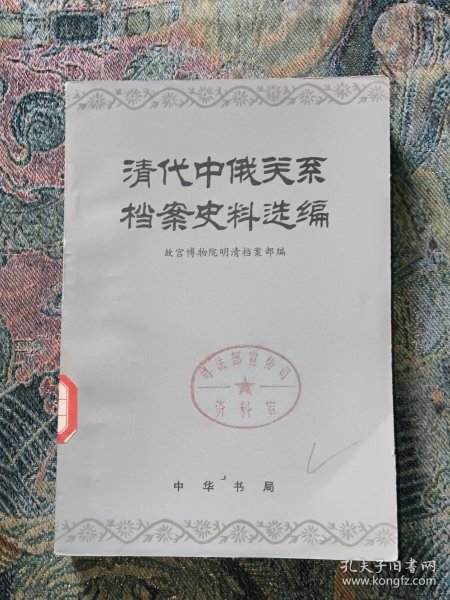 清代中俄关系
档案史料选编
故宫博物院明清档案部编
司法部宣传司
资料室
中华书局
孔夫子旧书网
www.kongfz.com